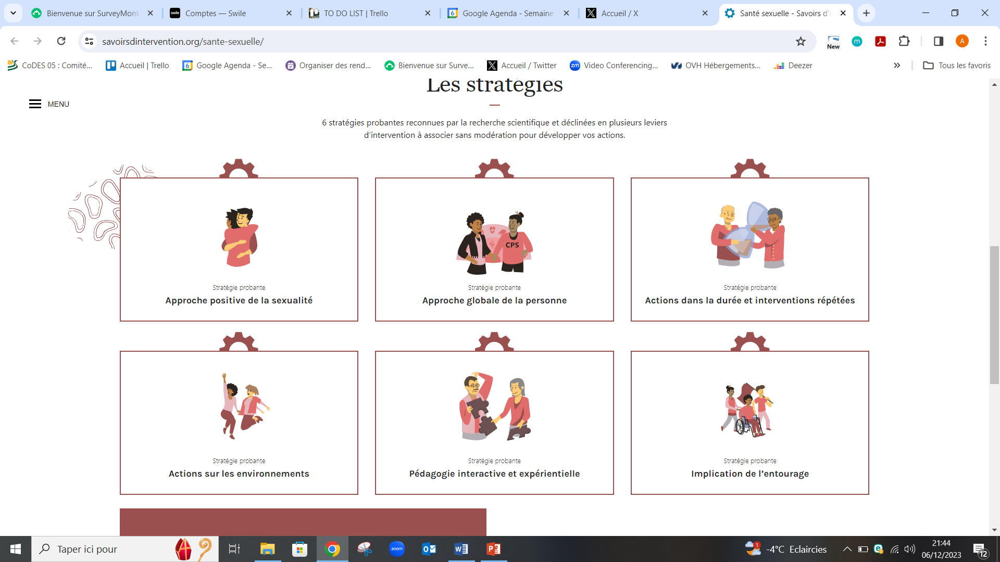 Bienvenue sur SurveyMonk
Comptes — Swile
TO DO LIST | Trello
Google Agenda - Semaine
Accueil / X
Santé sexuelle - Savoirs d'i
savoirsdintervention.org/sante-sexuelle/
New
m
A
CoDES 05 : Comité...
Accueil | Trello
Google Agenda - Se...
Organiser des rend...
Bienvenue sur Surve...
Accueil / Twitter
Video Conferencing...
OVH Hébergements...
Deezer
Tous les favoris
MENU
Les stratégies
6 stratégies probantes reconnues par la recherche scientifique et déclinées en plusieurs leviers
d'intervention à associer sans modération pour développer vos actions.
CPS
Stratégie probante
Approche positive de la sexualité
Stratégie probante
Approche globale de la personne
Stratégie probante
Actions dans la durée et interventions répétées
Stratégie probante
Actions sur les environnements
Stratégie probante
Pédagogie interactive et expérientielle
Stratégie probante
Implication de l'entourage
Taper ici pour
zoom
-4°C Eclaircies
21:44
06/12/2023
12